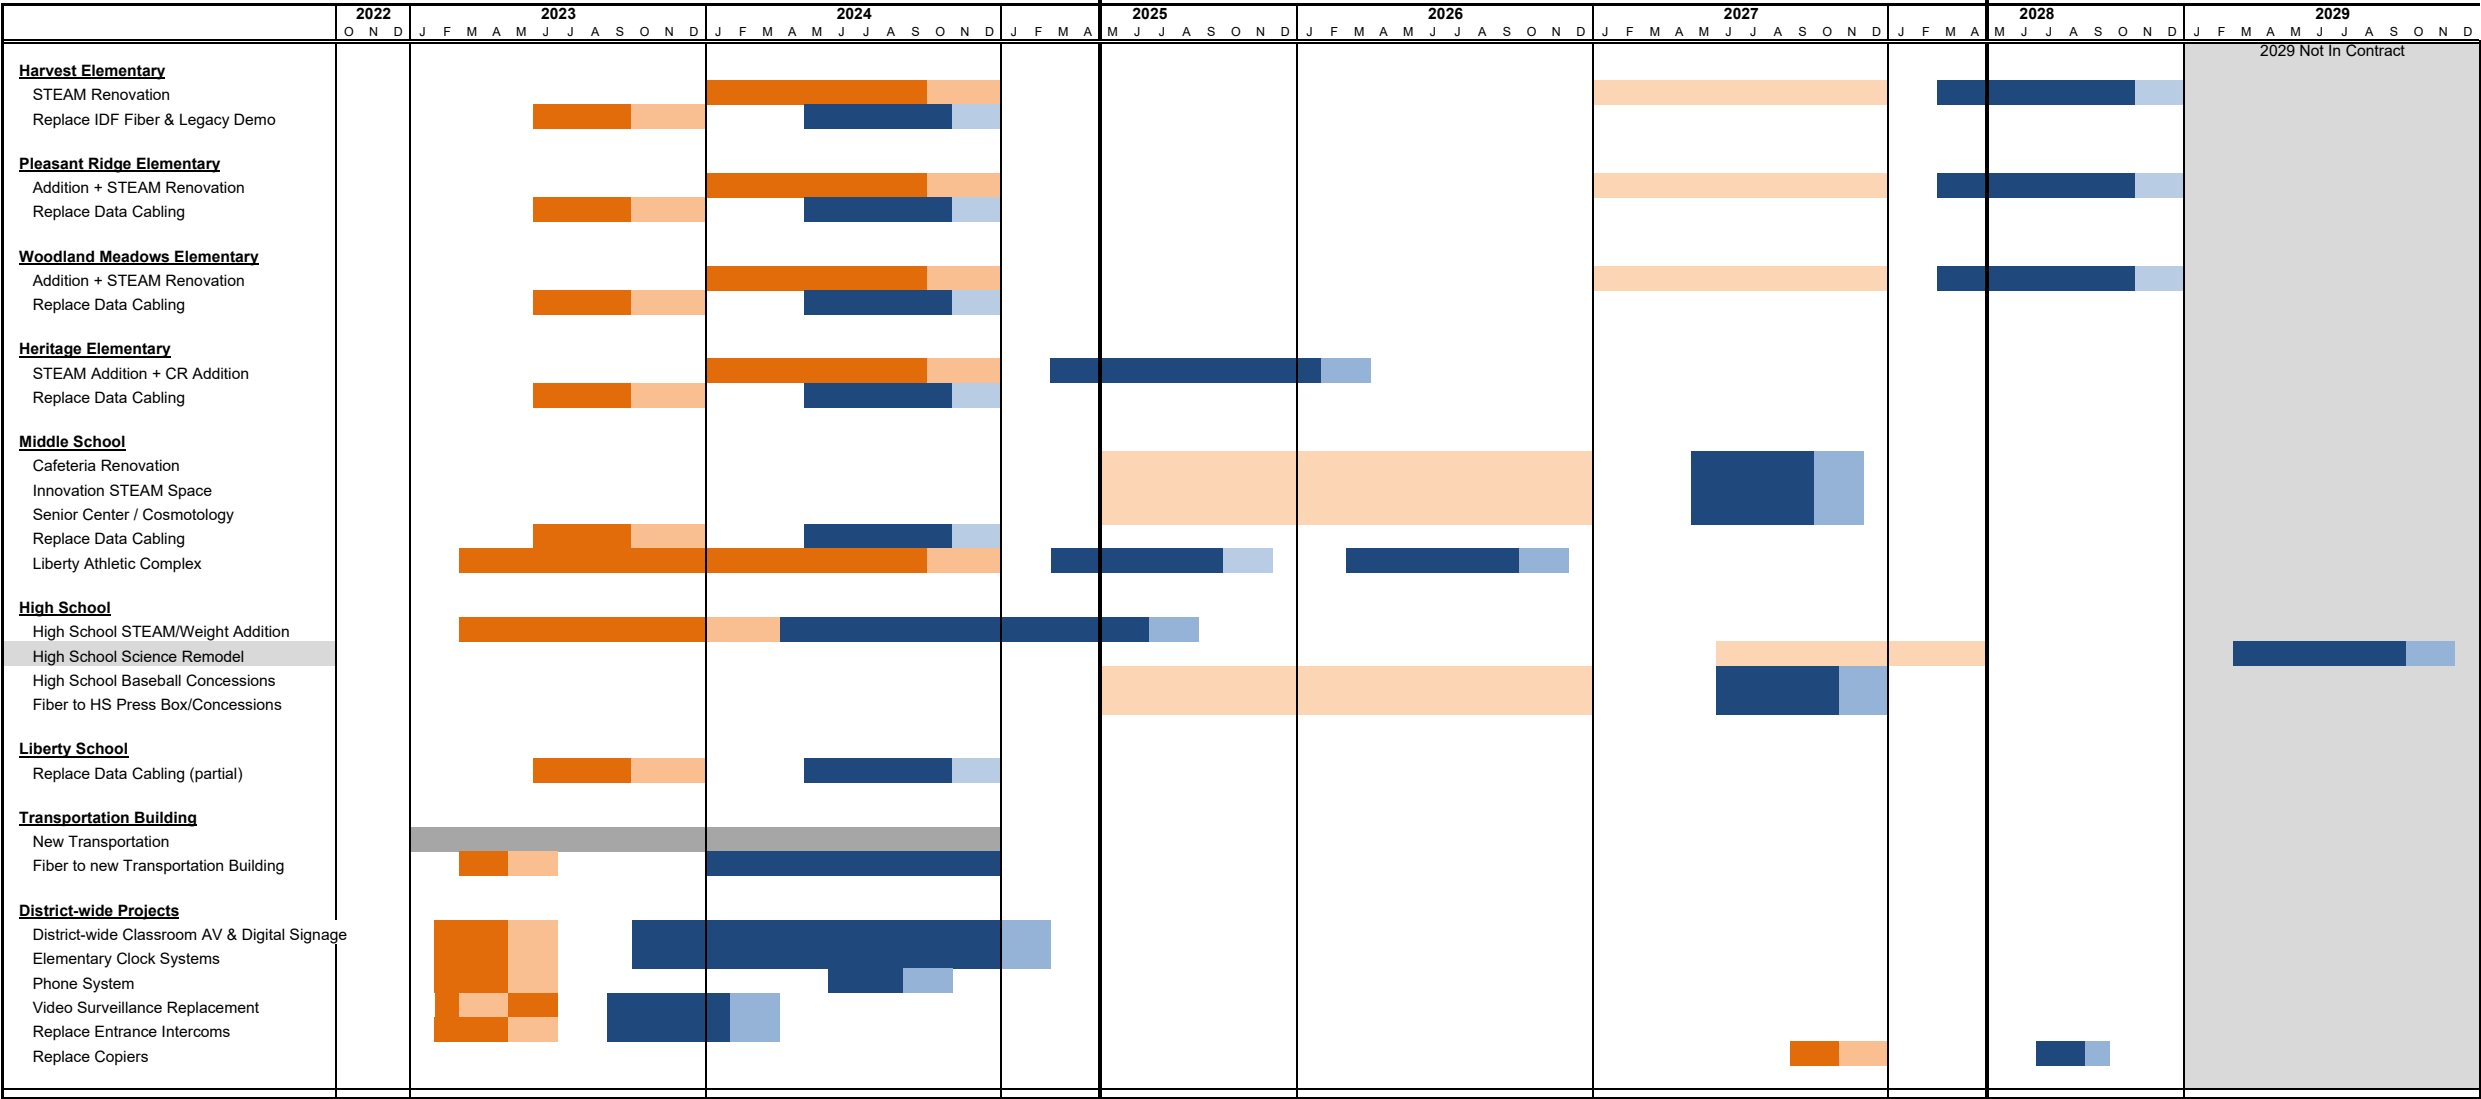 2022 2023 2024 2025 2026 2027 2028 2029
O N D J F M A M J J A S O N D J F M A M J J A S O N D J F M A M J J A S O N D J F M A M J J A S O N D J F M A M J J A S O N D J F M A M J J A S O N D J F M A M J J A S O N D
2029 Not In Contract
Harvest Elementary
STEAM Renovation
Replace IDF Fiber & Legacy Demo
Pleasant Ridge Elementary
Addition + STEAM Renovation
Replace Data Cabling
Woodland Meadows Elementary
Addition + STEAM Renovation
Replace Data Cabling
Heritage Elementary
STEAM Addition + CR Addition
Replace Data Cabling
Middle School
Cafeteria Renovation
Innovation STEAM Space
Senior Center / Cosmotology
Replace Data Cabling
Liberty Athletic Complex
High School
High School STEAM/Weight Addition
High School Science Remodel
High School Baseball Concessions
Fiber to HS Press Box/Concessions
Liberty School
Replace Data Cabling (partial)
Transportation Building
New Transportation
Fiber to new Transportation Building
District-wide Projects
District-wide Classroom AV & Digital Signage
Elementary Clock Systems
Phone System
Video Surveillance Replacement
Replace Entrance Intercoms
Replace Copiers